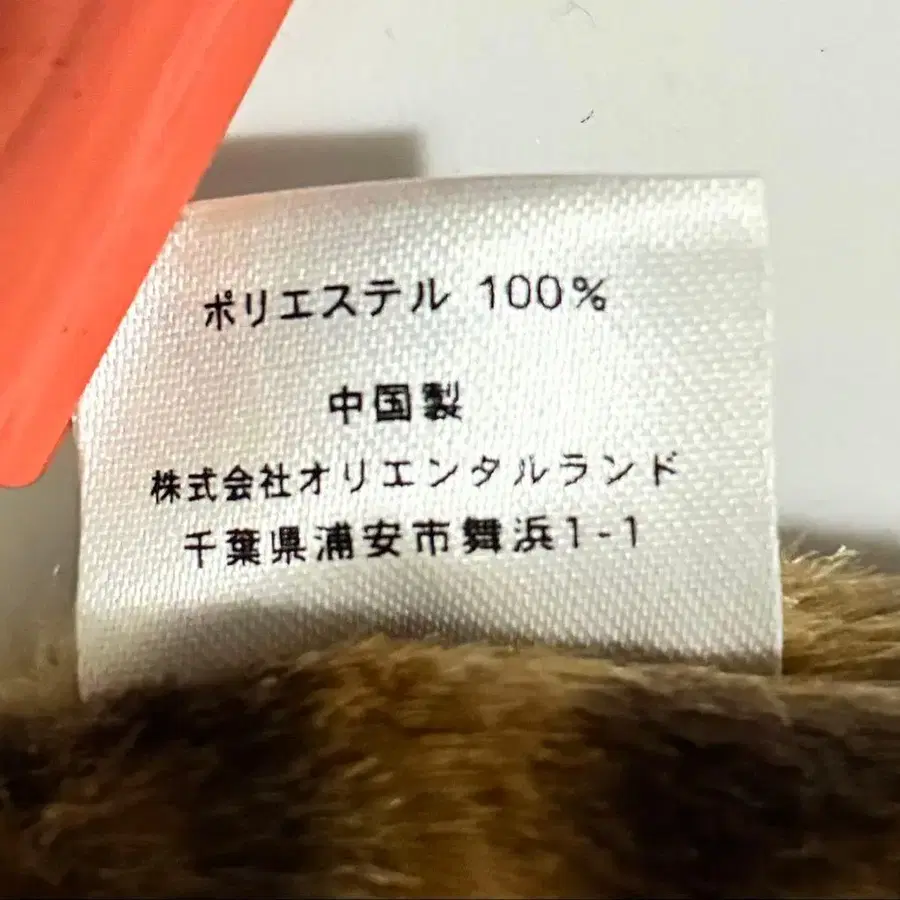 ポリエステル 100%
中国製
株式会社オリエンタルランド
千葉県浦安市舞浜1-1